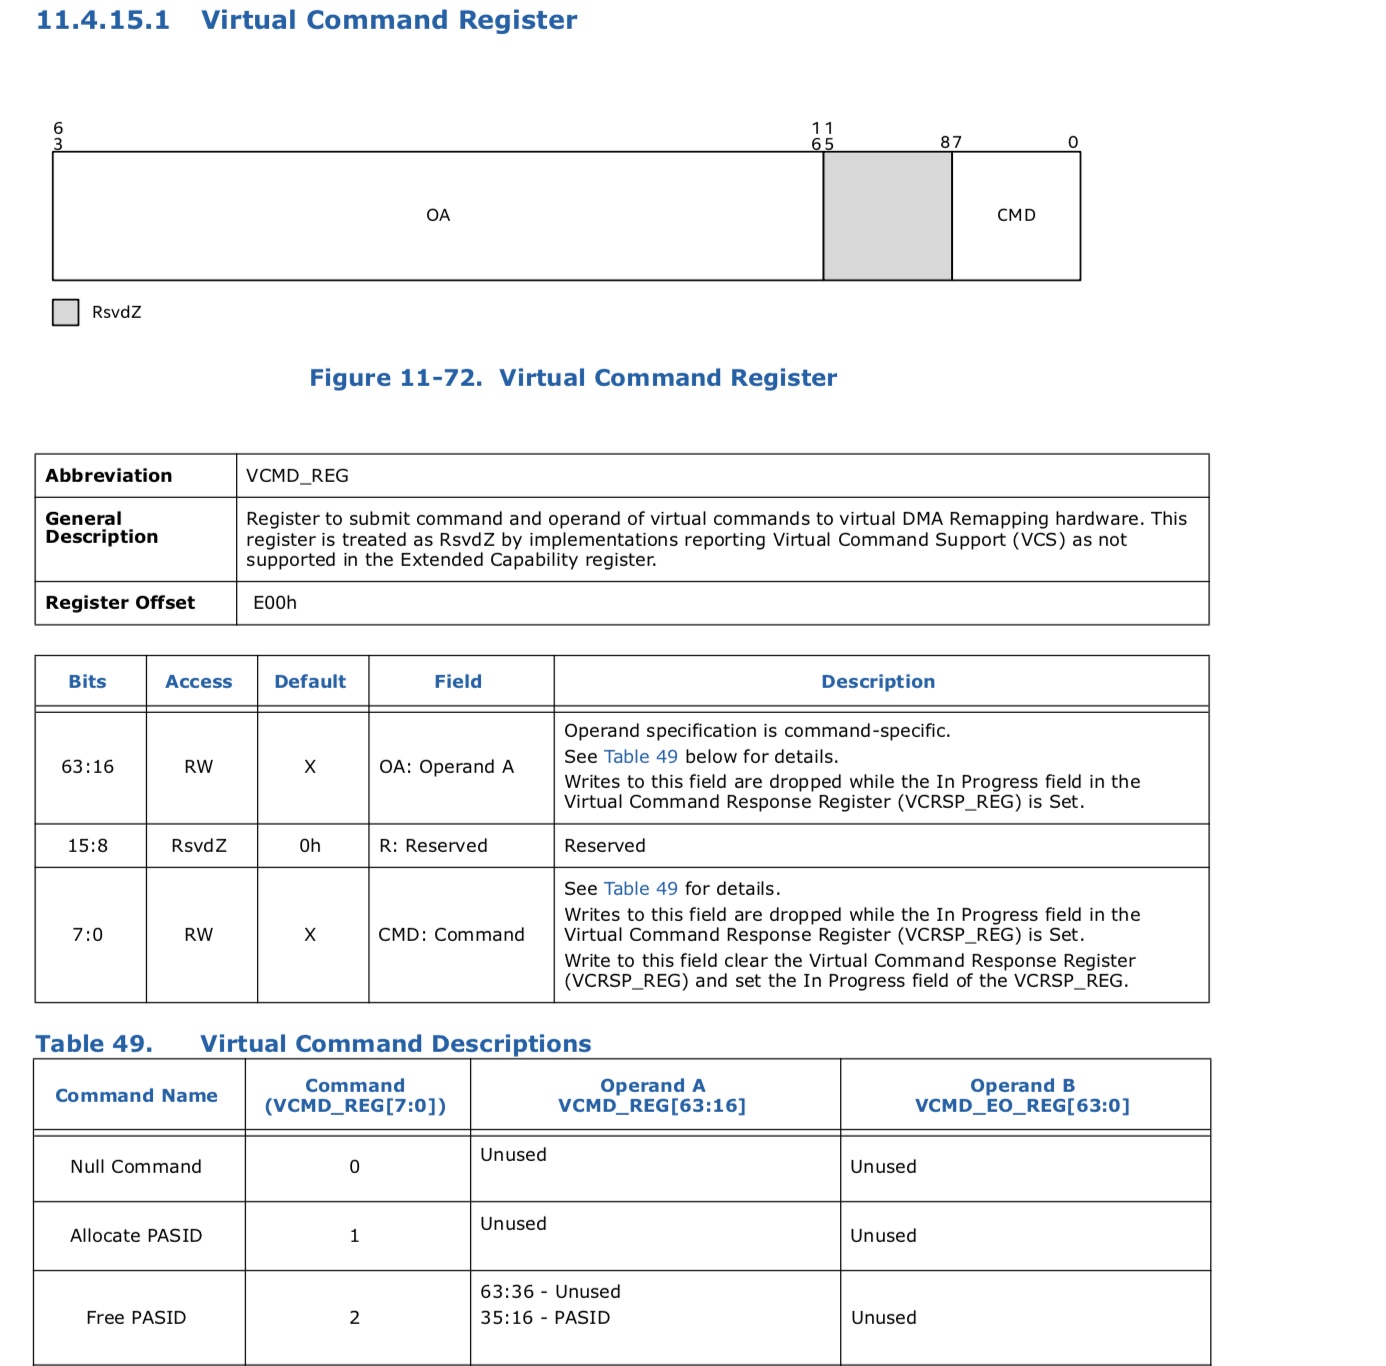 11.4.15.1 Virtual Command Register
6 11
3 65 87 0
OA CMD
RsvdZ
Figure 11-72. Virtual Command Register
Abbreviation VCMD_REG
General
Description
Register to submit command and operand of virtual commands to virtual DMA Remapping hardware. This
register is treated as RsvdZ by implementations reporting Virtual Command Support (VCS) as not
supported in the Extended Capability register.
Register Offset E00h
Bits Access Default Field Description
63:16 RW X OA: Operand A
Operand specification is command-specific.
See Table 49 below for details.
Writes to this field are dropped while the In Progress field in the
Virtual Command Response Register (VCRSP_REG) is Set.
15:8 RsvdZ 0h R: Reserved Reserved
7:0 RW X CMD: Command
See Table 49 for details.
Writes to this field are dropped while the In Progress field in the
Virtual Command Response Register (VCRSP_REG) is Set.
Write to this field clear the Virtual Command Response Register
(VCRSP_REG) and set the In Progress field of the VCRSP_REG.
Table 49. Virtual Command Descriptions
Command Name
Command
(VCMD_REG[7:0])
Operand A
VCMD_REG[63:16]
Operand B
VCMD_EO_REG[63:0]
Null Command 0 Unused Unused
Allocate PASID 1 Unused Unused
Free PASID 2
63:36 - Unused
35:16 - PASID
Unused